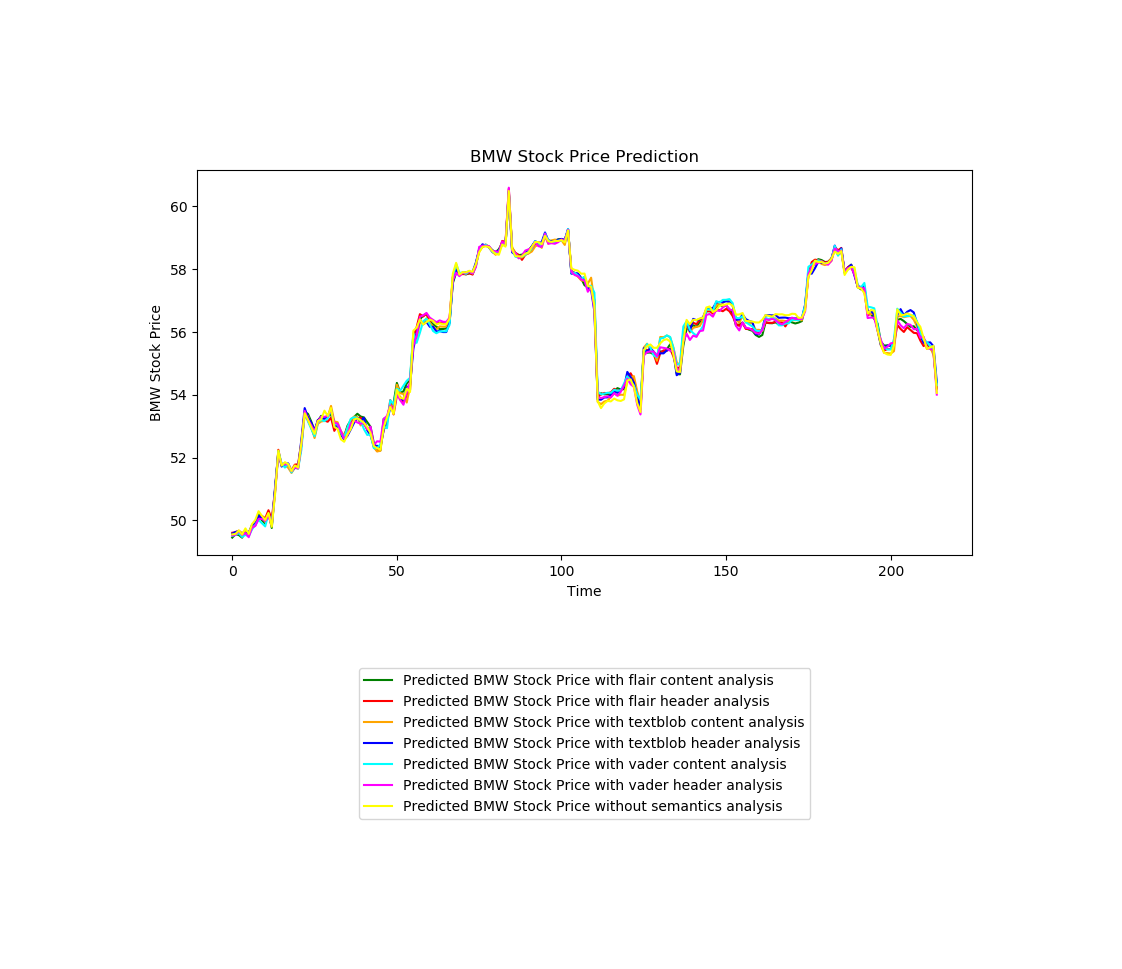 BMW Stock Price Prediction
60
58
56
54
52
50
BMW Stock Price
0 50 100 150 200
Time
Predicted BMW Stock Price with flair content analysis
Predicted BMW Stock Price with flair header analysis
Predicted BMW Stock Price with textblob content analysis
Predicted BMW Stock Price with textblob header analysis
Predicted BMW Stock Price with vader content analysis
Predicted BMW Stock Price with vader header analysis
Predicted BMW Stock Price without semantics analysis